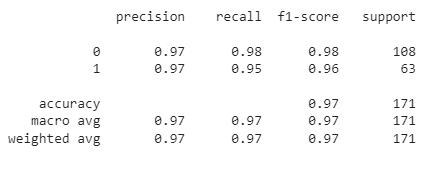 precision recall f1-score support
0 0.97 0.98 0.98 108
1 0.97 0.95 0.96 63
accuracy 0.97 171
macro avg 0.97 0.97 0.97 171
weighted avg 0.97 0.97 0.97 171